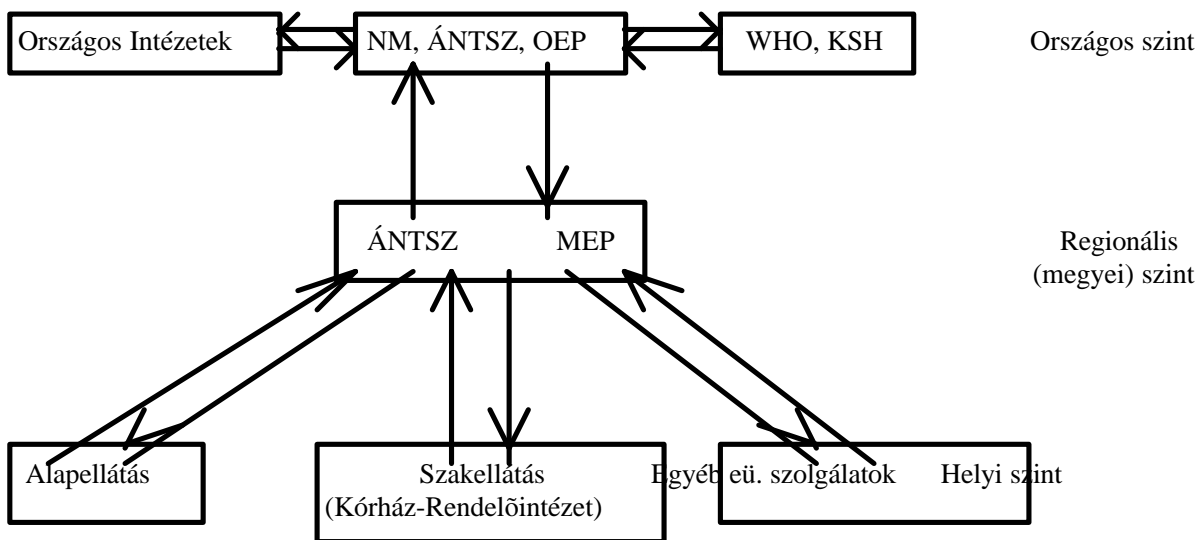 Országos Intézetek
NM, ÁNTSZ, OEP
WHO, KSH
Országos szint
ÁNTSZ
MEP
Regionális
(megyei) szint
Alapellátás
Szakellátás
(Kórház-Rendelõintézet)
Egyéb eü. szolgálatok
Helyi szint